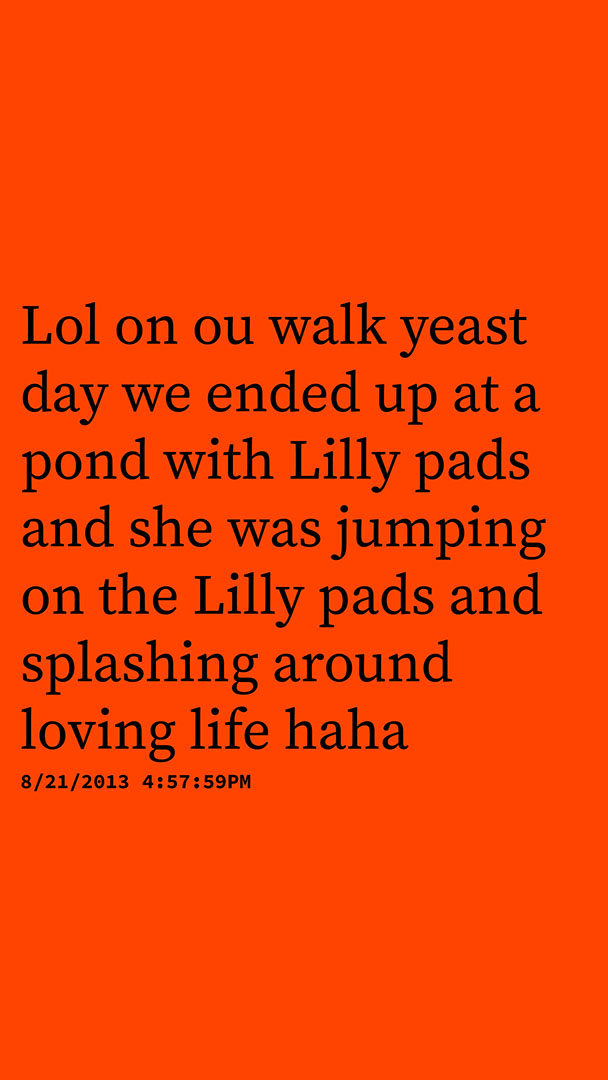 Lol on ou walk yeast
day we ended up at a
pond with Lilly pads
and she was jumping
on the Lilly pads and
splashing around
loving life haha
8/21/2013 4:57:59PM